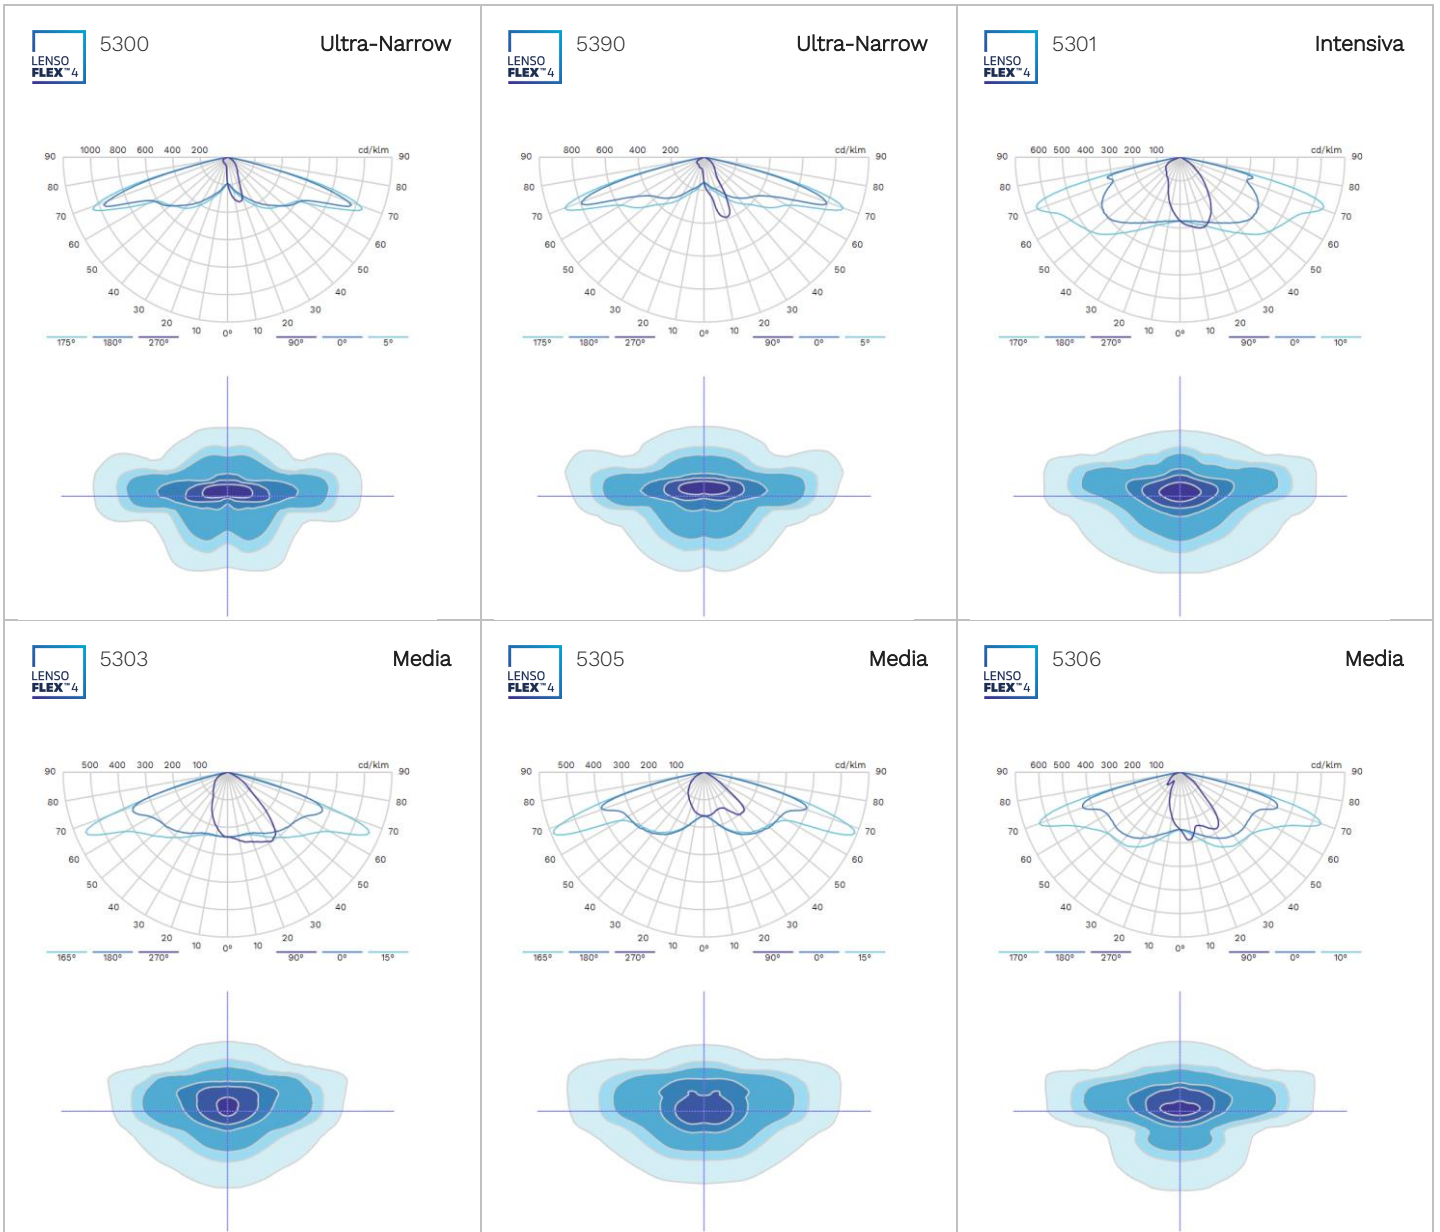 5300 Ultra-Narrow
LENSO
FLEX™4
1000 800 600 400 200 cd/klm
90 90
80 80
70 70
60 60
50 50
40 40
30 30
20 10 0° 10 20
175° 180° 270° 90° 0° 5°
5390 Ultra-Narrow
LENSO
FLEX™4
800 600 400 200 cd/klm
90 90
80 80
70 70
60 60
50 50
40 40
30 30
20 10 0° 10 20
175° 180° 270° 90° 0° 5°
5301 Intensiva
LENSO
FLEX™4
600 500 400 300 200 100 cd/klm
90 90
80 80
70 70
60 60
50 50
40 40
30 30
20 10 0° 10 20
170° 180° 270° 90° 0° 10°
5303 Media
LENSO
FLEX™4
500 400 300 200 100 cd/klm
90 90
80 80
70 70
60 60
50 50
40 40
30 30
20 10 0° 10 20
165° 180° 270° 90° 0° 15°
5305 Media
LENSO
FLEX™4
500 400 300 200 100 cd/klm
90 90
80 80
70 70
60 60
50 50
40 40
30 30
20 10 0° 10 20
165° 180° 270° 90° 0° 15°
5306 Media
LENSO
FLEX™4
600 500 400 300 200 100 cd/klm
90 90
80 80
70 70
60 60
50 50
40 40
30 30
20 10 0° 10 20
170° 180° 270° 90° 0° 10°